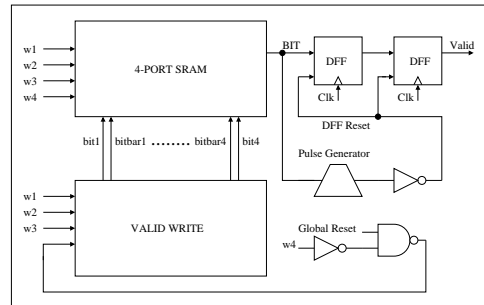 w1
w2
w3
w4
4-PORT SRAM
BIT
DFF
DFF
Valid
Clk
Clk
DFF Reset
bit1
bitbar1 ........ bitbar4
bit4
Pulse Generator
w1
w2
w3
VALID WRITE
Global Reset
w4